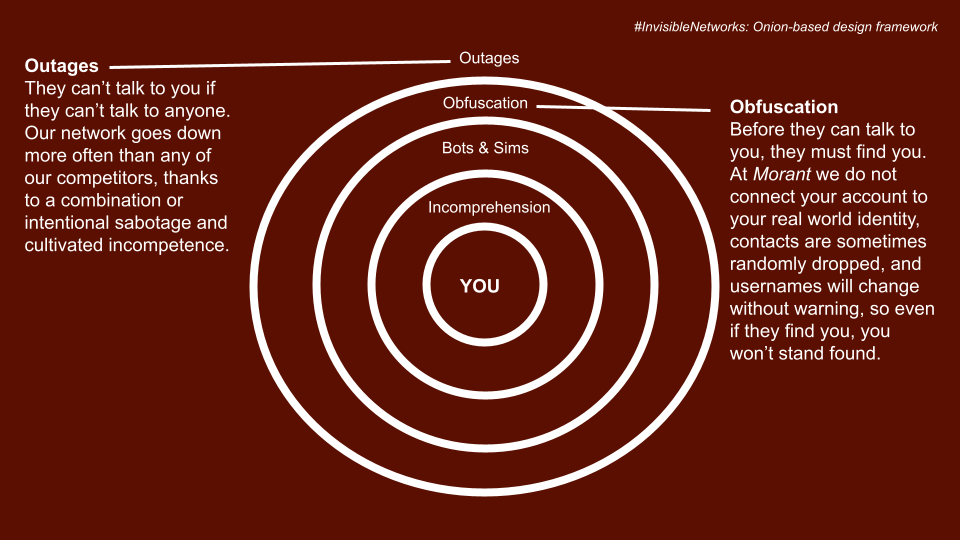 #InvisibleNetworks: Onion-based design framework
Outages
They can’t talk to you if
they can’t talk to anyone.
Our network goes down
more often than any of
our competitors, thanks
to a combination or
intentional sabotage and
cultivated incompetence.
Outages
Obfuscation
Bots & Sims
Incomprehension
YOU
Obfuscation
Before they can talk to
you, they must find you.
At Morant we do not
connect your account to
your real world identity,
contacts are sometimes
randomly dropped, and
usernames will change
without warning, so even
if they find you, you
won’t stand found.